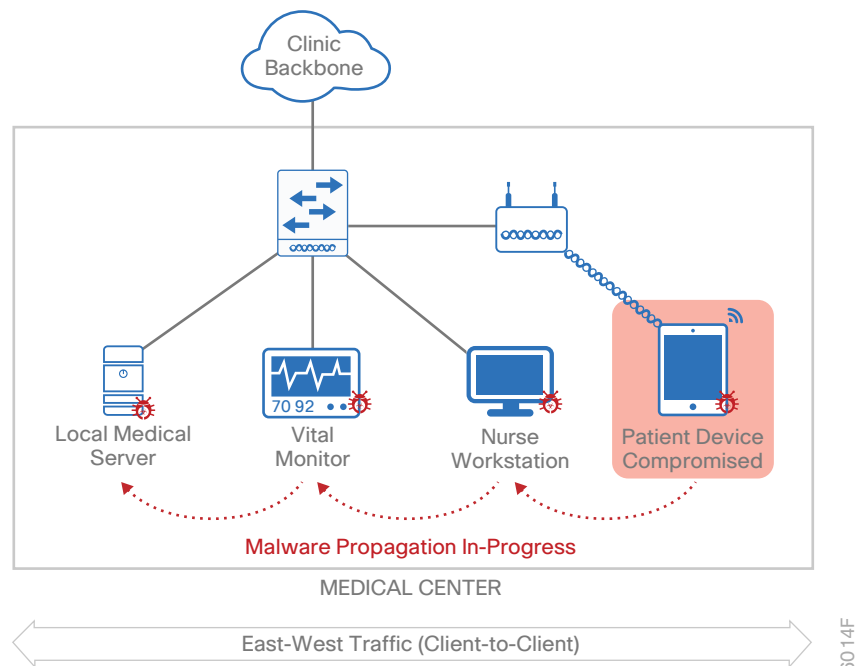 Clinic
Backbone
70 92
Local Medical
Server
Vital
Monitor
Nurse
Workstation
Patient Device
Compromised
Malware Propagation In-Progress
MEDICAL CENTER
East-West Traffic (Client-to-Client)